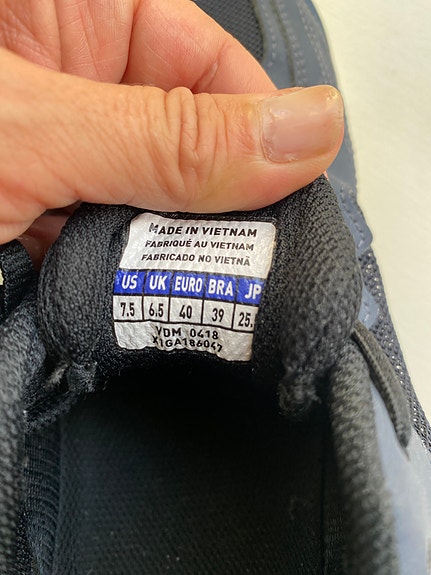 MADE IN VIETNAM
FABRIQUÉ AU VIETNAM
FABRICADO NO VIETNÃ
US UK EURO BRA JP
7.5 6.5 40 39 25.
VDM 0418
X1GA186047